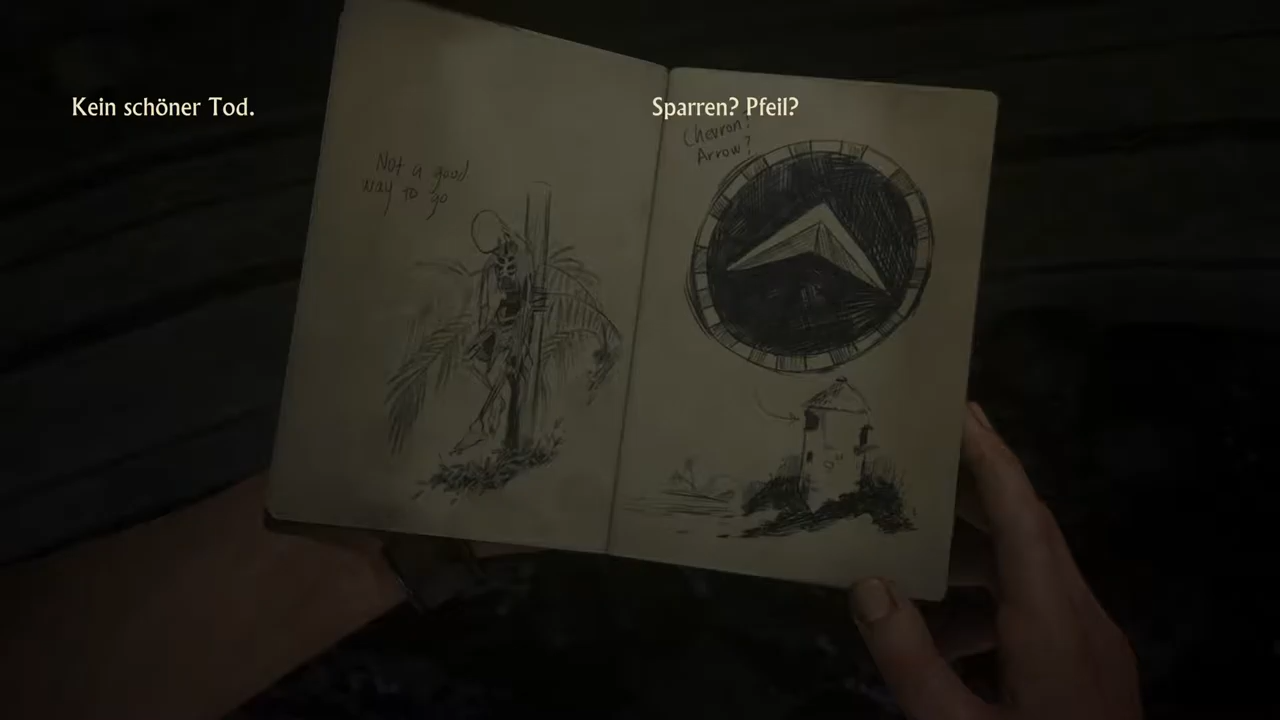 Kein schöner Tod.
Not a good
way to go
Sparren? Pfeil?
Chevron?
Arrow?